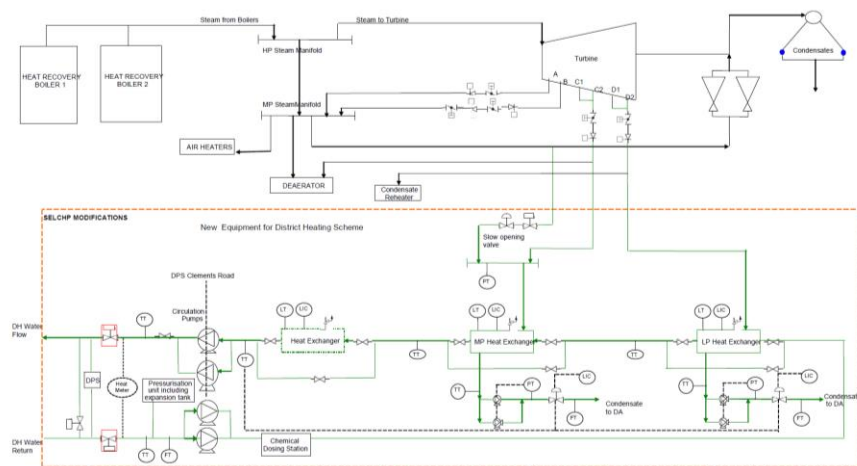 Steam from Boilers
Steam to Turbine
HP Steam Manifold
Turbine
Condensates
HEAT RECOVERY
BOILER 1
HEAT RECOVERY
BOILER 2
A
B
C1
C2
D1
D2
MP SteamManifold
AIR HEATERS
DEAERATOR
Condensate
Reheater
SELCHP MODIFICATIONS
New Equipment for District Heating Scheme
Slow opening
valve
PT
DPS Clements Road
Circulation
Pumps
LT
LIC
LT
LIC
LT
LIC
DH Water
Flow
TT
Heat Exchanger
MP Heat Exchanger
LP Heat Exchanger
TT
TT
TT
DPS
Heat
Meter
Pressurisation
unit including
expansion tank
TT
PT
LIC
TT
PT
LIC
PT
Condensate
to DA
PT
Condensat
to DA
DH Water
Return
TT
FT
Chemical
Dosing Station